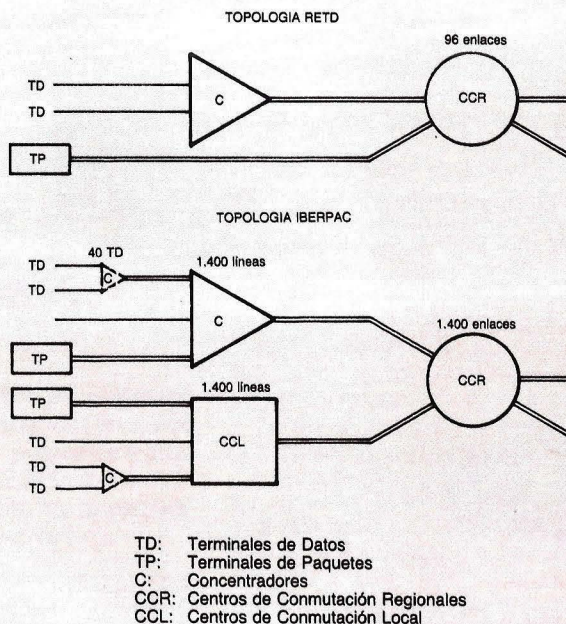 TOPOLOGIA RETD
96 enlaces
TD
TD
C
CCR
TP
TOPOLOGIA IBERPAC
40 TD
1.400 líneas
TD
TD
C
C
1.400 enlaces
TP
CCR
1.400 líneas
TP
TD
CCL
TD
TD
C
TD: Terminales de Datos
TP: Terminales de Paquetes
C: Concentradores
CCR: Centros de Conmutación Regionales
CCL: Centros de Conmutación Local